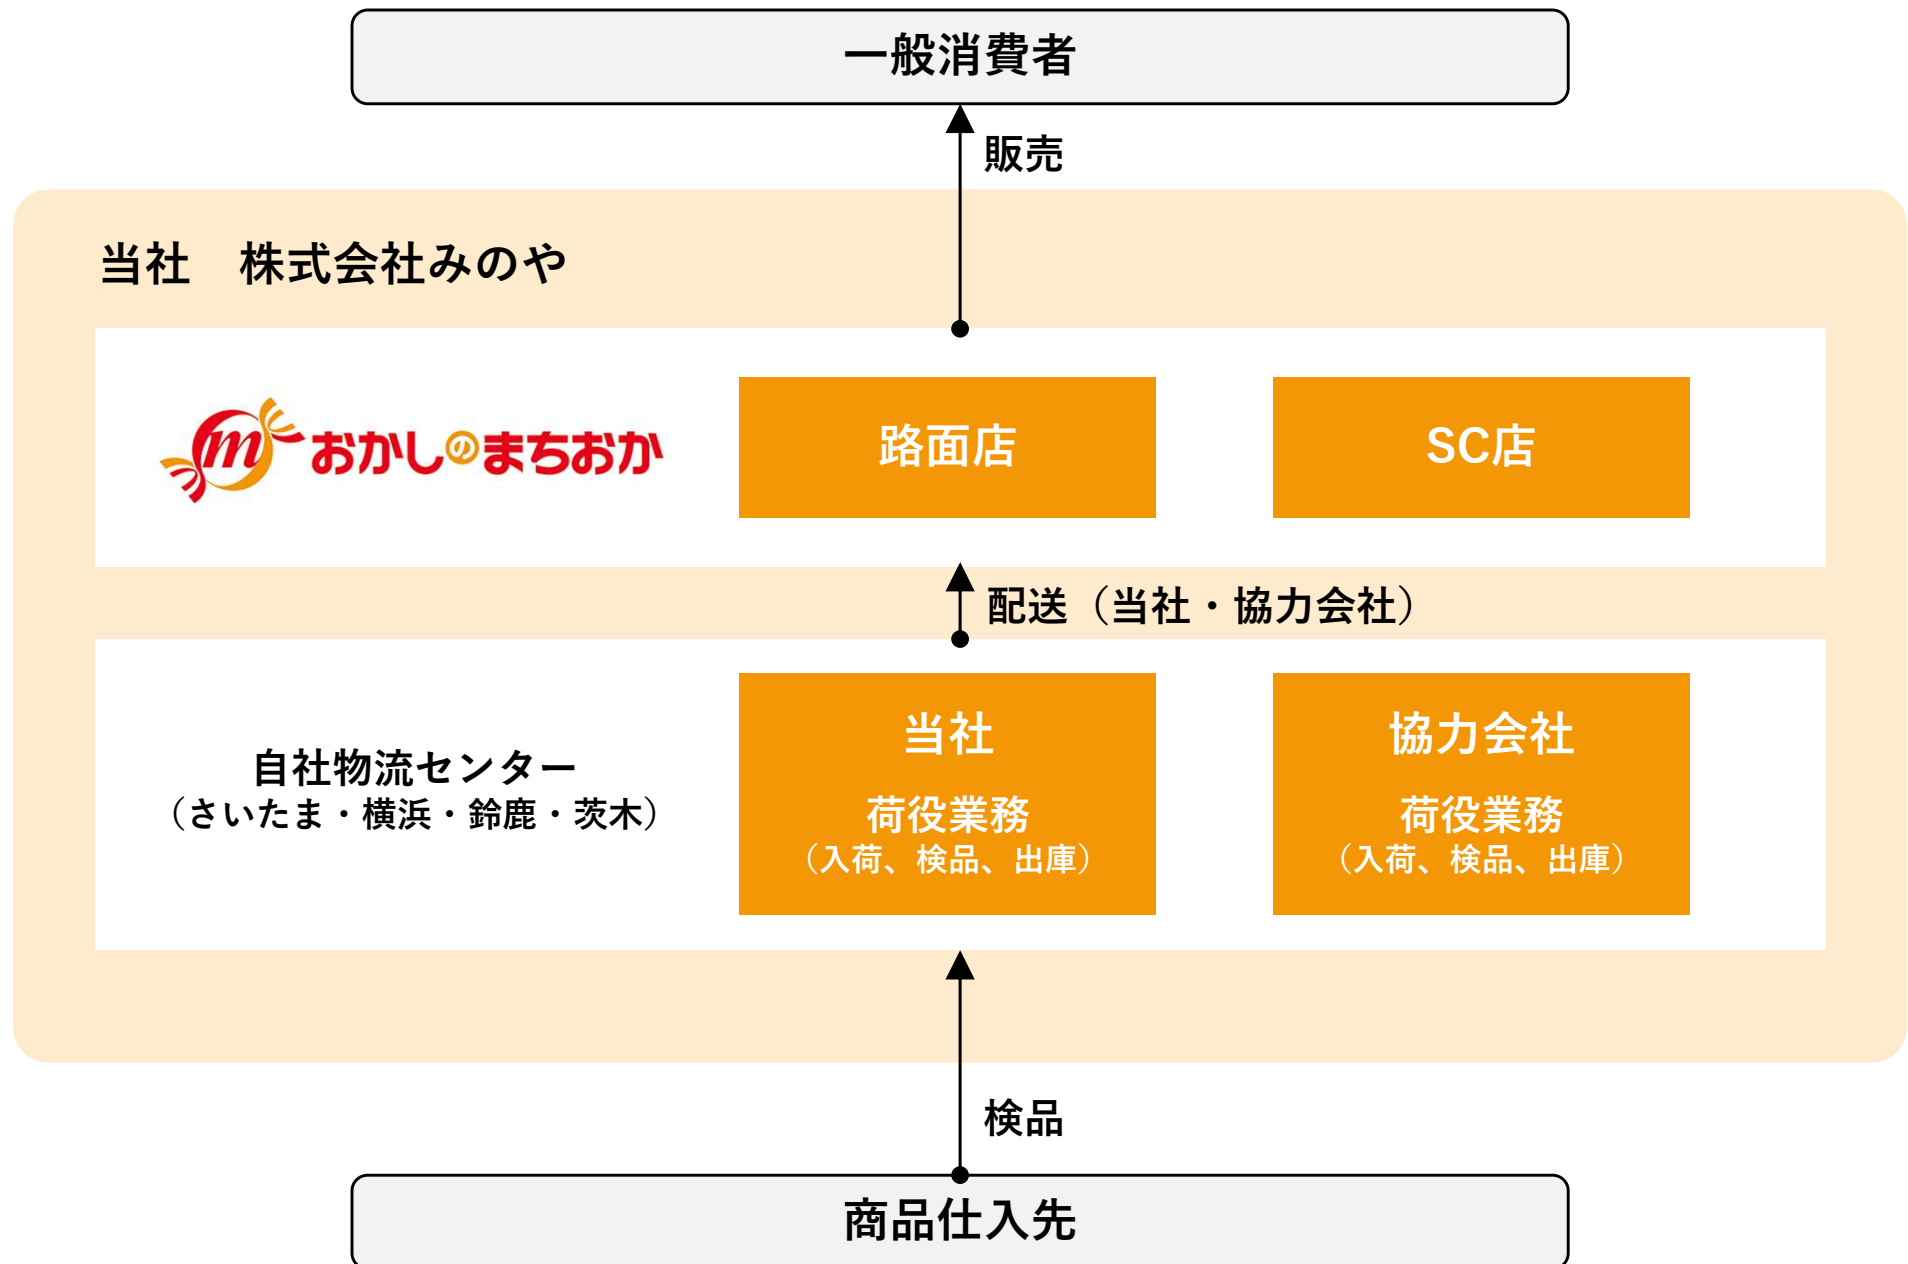 一般消費者
販売
当社　株式会社みのや
m おかしのまちおか
路面店
SC店
配送（当社・協力会社）
自社物流センター
（さいたま・横浜・鈴鹿・茨木）
当社
荷役業務
（入荷、検品、出庫）
協力会社
荷役業務
（入荷、検品、出庫）
検品
商品仕入先